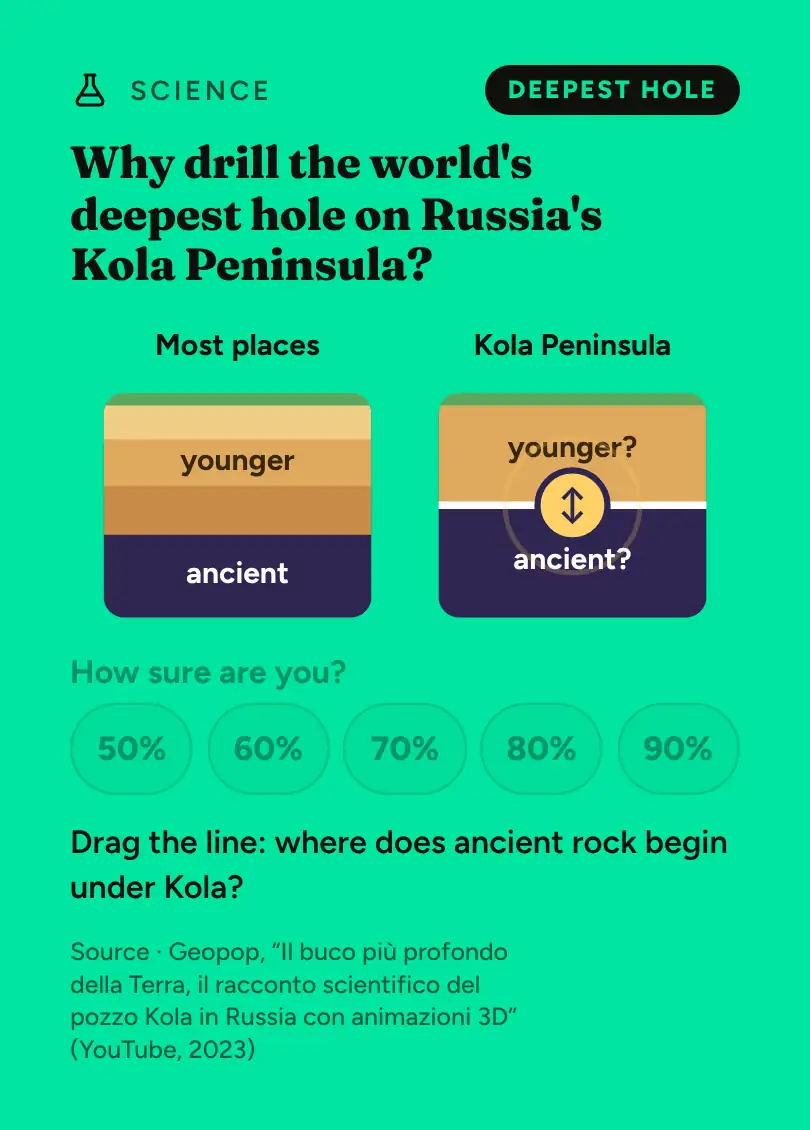 SCIENCE
DEEPEST HOLE
Why drill the world's
deepest hole on Russia's
Kola Peninsula?
Most places
Kola Peninsula
younger
ancient
younger?
ancient?
How sure are you?
50%
60%
70%
80%
90%
Drag the line: where does ancient rock begin
under Kola?
Source · Geopop, “Il buco più profondo
della Terra, il racconto scientifico del
pozzo Kola in Russia con animazioni 3D”
(YouTube, 2023)